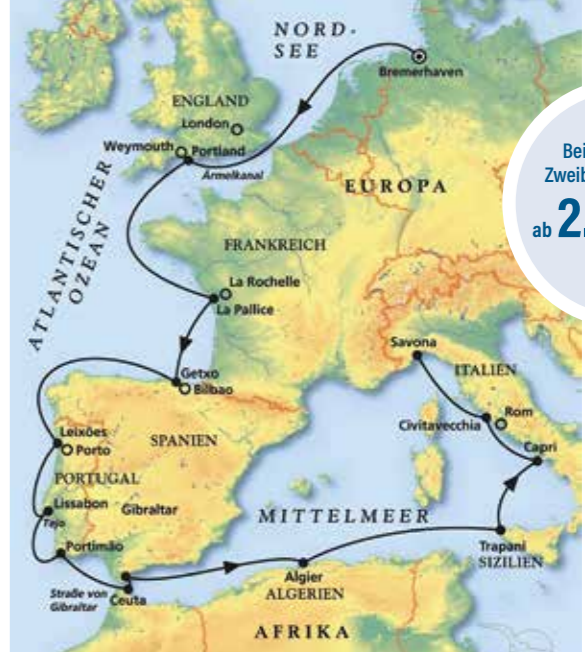 NORD-
SEE
Bremerhaven
ENGLAND
London
Weymouth
Portland
Ärmelkanal
ATLANTISCHER
OZEAN
EUROPA
Bei
Zweib
ab 2.
FRANKREICH
La Rochelle
La Pallice
Savona
ITALIEN
Getxo
Bilbao
Civitavecchia
Rom
Leixões
Porto
SPANIEN
Capri
PORTUGAL
Lissabon
Tejo
Gibraltar
MITTELMEER
Portimão
Trapani
SIZILIEN
Straße von
Gibraltar
Ceuta
Algier
ALGERIEN
AFRIKA